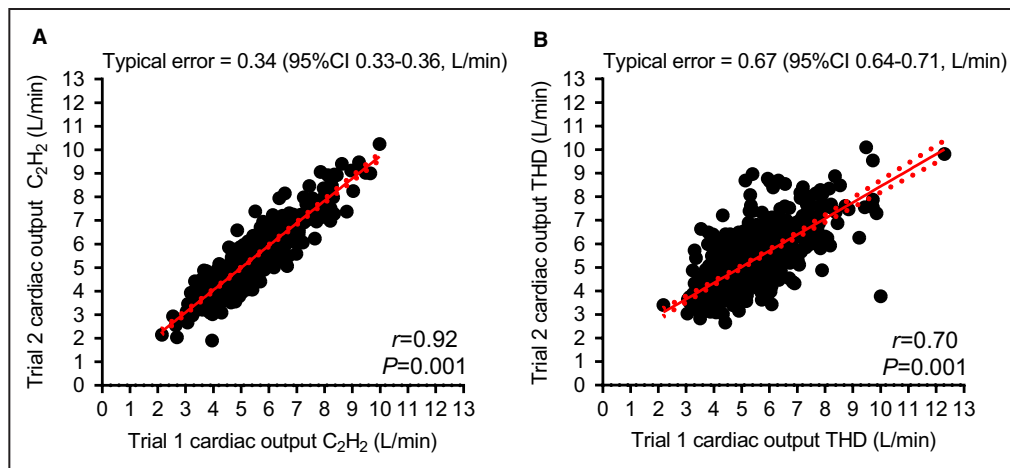 A
Typical error = 0.34 (95%CI 0.33-0.36, L/min)
Trial 2 cardiac output C₂H₂ (L/min)
13
12
11
10
9
8
7
6
5
4
3
2
1
0
r=0.92
P=0.001
0 1 2 3 4 5 6 7 8 9 10 11 12 13
Trial 1 cardiac output C₂H₂ (L/min)
B
Typical error = 0.67 (95%CI 0.64-0.71, L/min)
Trial 2 cardiac output THD (L/min)
13
12
11
10
9
8
7
6
5
4
3
2
1
0
r=0.70
P=0.001
0 1 2 3 4 5 6 7 8 9 10 11 12 13
Trial 1 cardiac output THD (L/min)